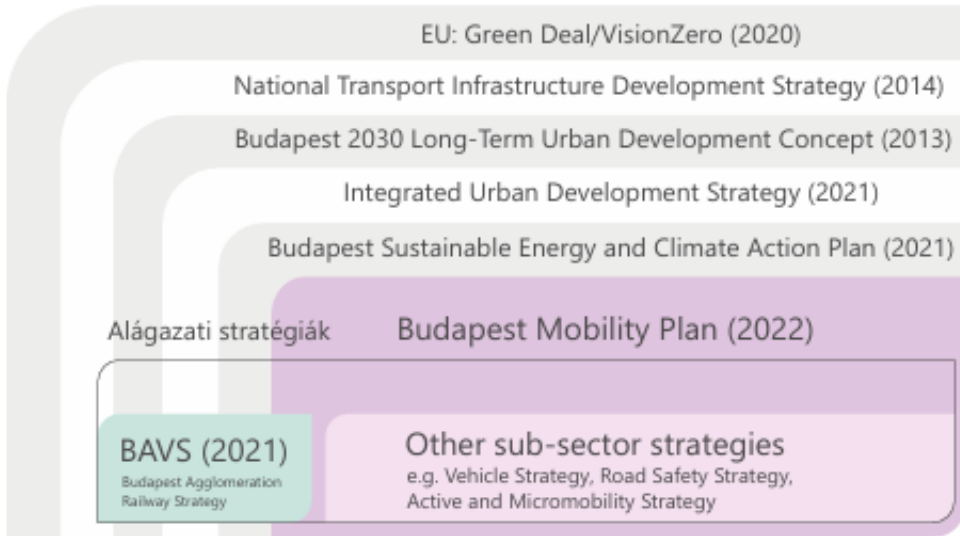 EU: Green Deal/VisionZero (2020)
National Transport Infrastructure Development Strategy (2014)
Budapest 2030 Long-Term Urban Development Concept (2013)
Integrated Urban Development Strategy (2021)
Budapest Sustainable Energy and Climate Action Plan (2021)
Alágazati stratégiák
Budapest Mobility Plan (2022)
BAVS (2021)
Budapest Agglomeration
Railway Strategy
Other sub-sector strategies
e.g. Vehicle Strategy, Road Safety Strategy,
Active and Micromobility Strategy